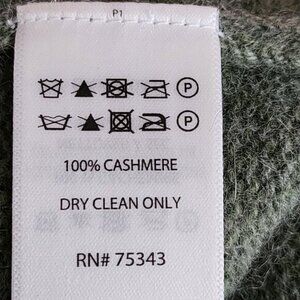 P1
P
P
100% CASHMERE
DRY CLEAN ONLY
RN# 75343